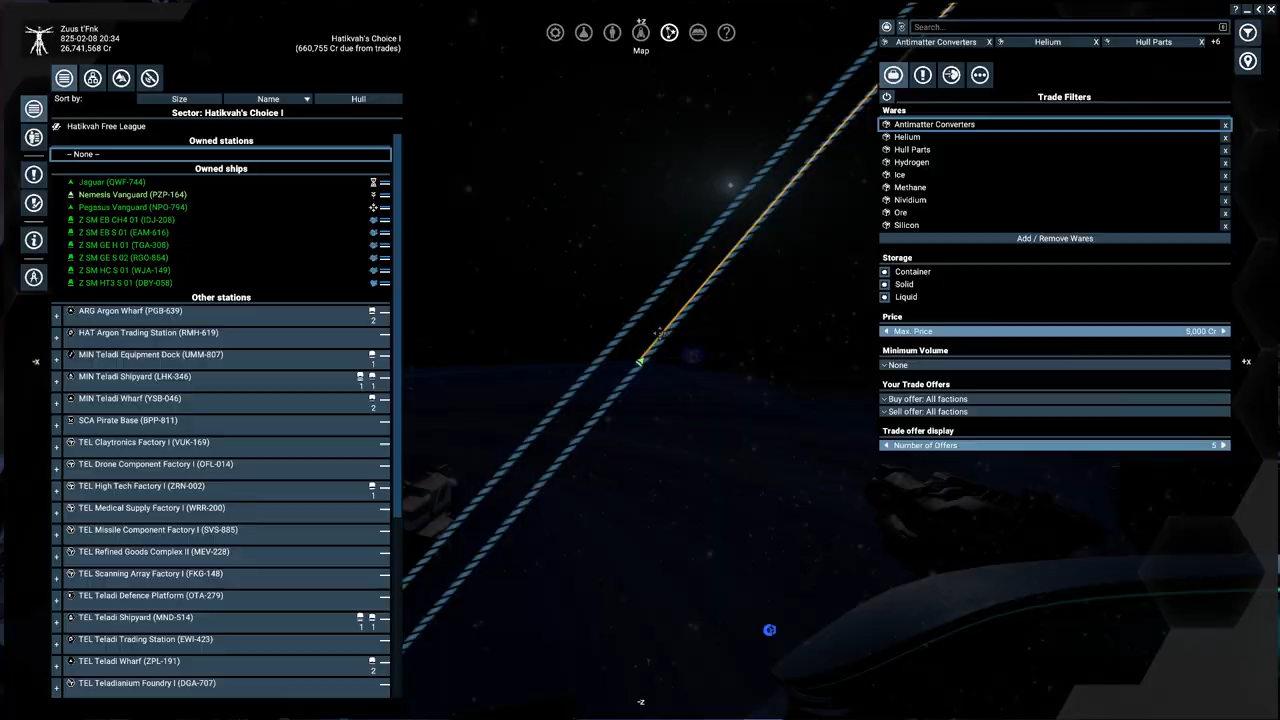 Zuus t'Fnk
825-02-08 20:34
26,741,568 Cr
Hatikvah's Choice I
(660,755 Cr due from trades)
+z
Map
Search...
Antimatter Converters X
Helium X
Hull Parts X
+6
Sort by:
Size
Name
Hull
Sector: Hatikvah's Choice I
Hatikvah Free League
Owned stations
– None –
Owned ships
Jaguar (QWF-744)
Nemesis Vanguard (PZP-164)
Pegasus Vanguard (NPO-794)
Z SM EB CH4 01 (IDJ-208)
Z SM EB S 01 (EAM-616)
Z SM GE H 01 (TGA-308)
Z SM GE S 02 (RGO-854)
Z SM HC S 01 (WJA-149)
Z SM HT3 S 01 (DBY-058)
Other stations
+ ARG Argon Wharf (PGB-639) 2
+ HAT Argon Trading Station (RMH-619)
+ MIN Teladi Equipment Dock (UMM-807) 1
+ MIN Teladi Shipyard (LHK-346) 1 1
+ MIN Teladi Wharf (YSB-046) 2
+ SCA Pirate Base (BPP-811)
+ TEL Claytronics Factory I (VUK-169)
+ TEL Drone Component Factory I (OFL-014)
+ TEL High Tech Factory I (ZRN-002) 1
+ TEL Medical Supply Factory I (WRR-200)
+ TEL Missile Component Factory I (SVS-885)
+ TEL Refined Goods Complex II (MEV-228)
+ TEL Scanning Array Factory I (FKG-148)
+ TEL Teladi Defence Platform (OTA-279)
+ TEL Teladi Shipyard (MND-514) 1 1
+ TEL Teladi Trading Station (EWI-423)
+ TEL Teladi Wharf (ZPL-191) 2
+ TEL Teladianium Foundry I (DGA-707)
-x
+x
-z
Trade Filters
Wares
Antimatter Converters x
Helium x
Hull Parts x
Hydrogen x
Ice x
Methane x
Nividium x
Ore x
Silicon x
Add / Remove Wares
Storage
Container
Solid
Liquid
Price
Max. Price 5,000 Cr
Minimum Volume
None
Your Trade Offers
Buy offer: All factions
Sell offer: All factions
Trade offer display
Number of Offers 5